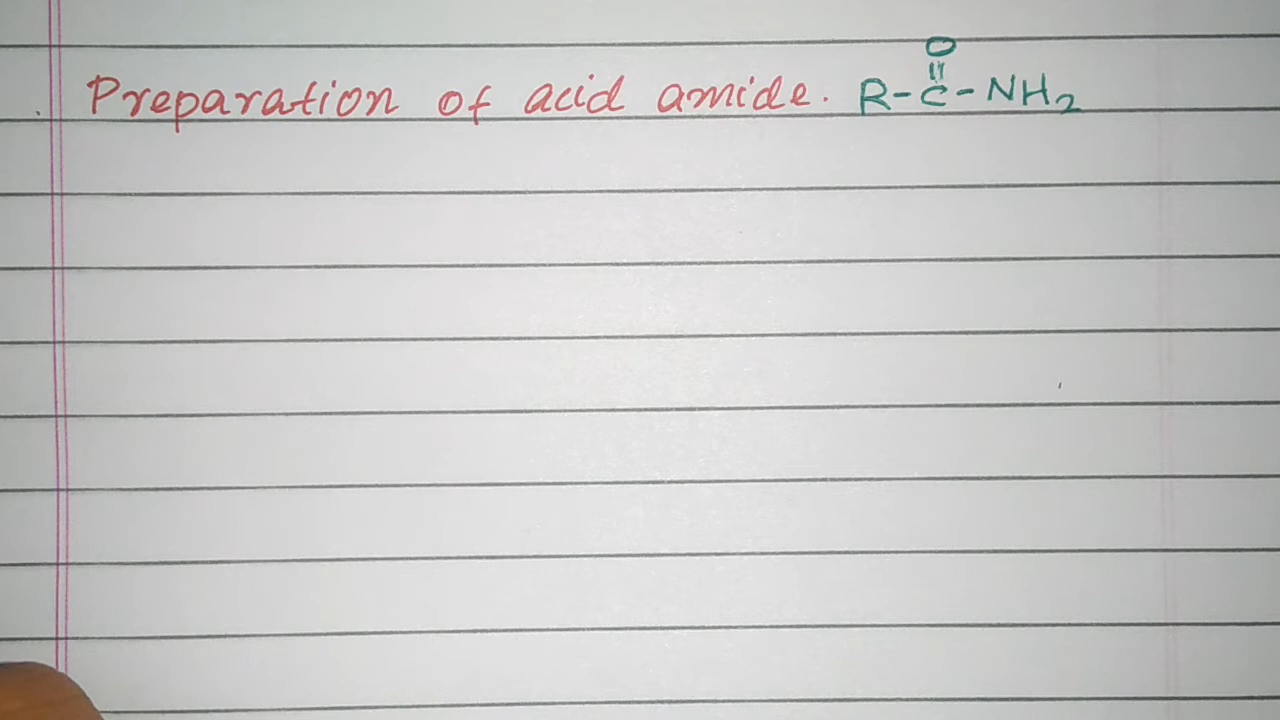 Preparation of acid amide. R-C-NH2
O